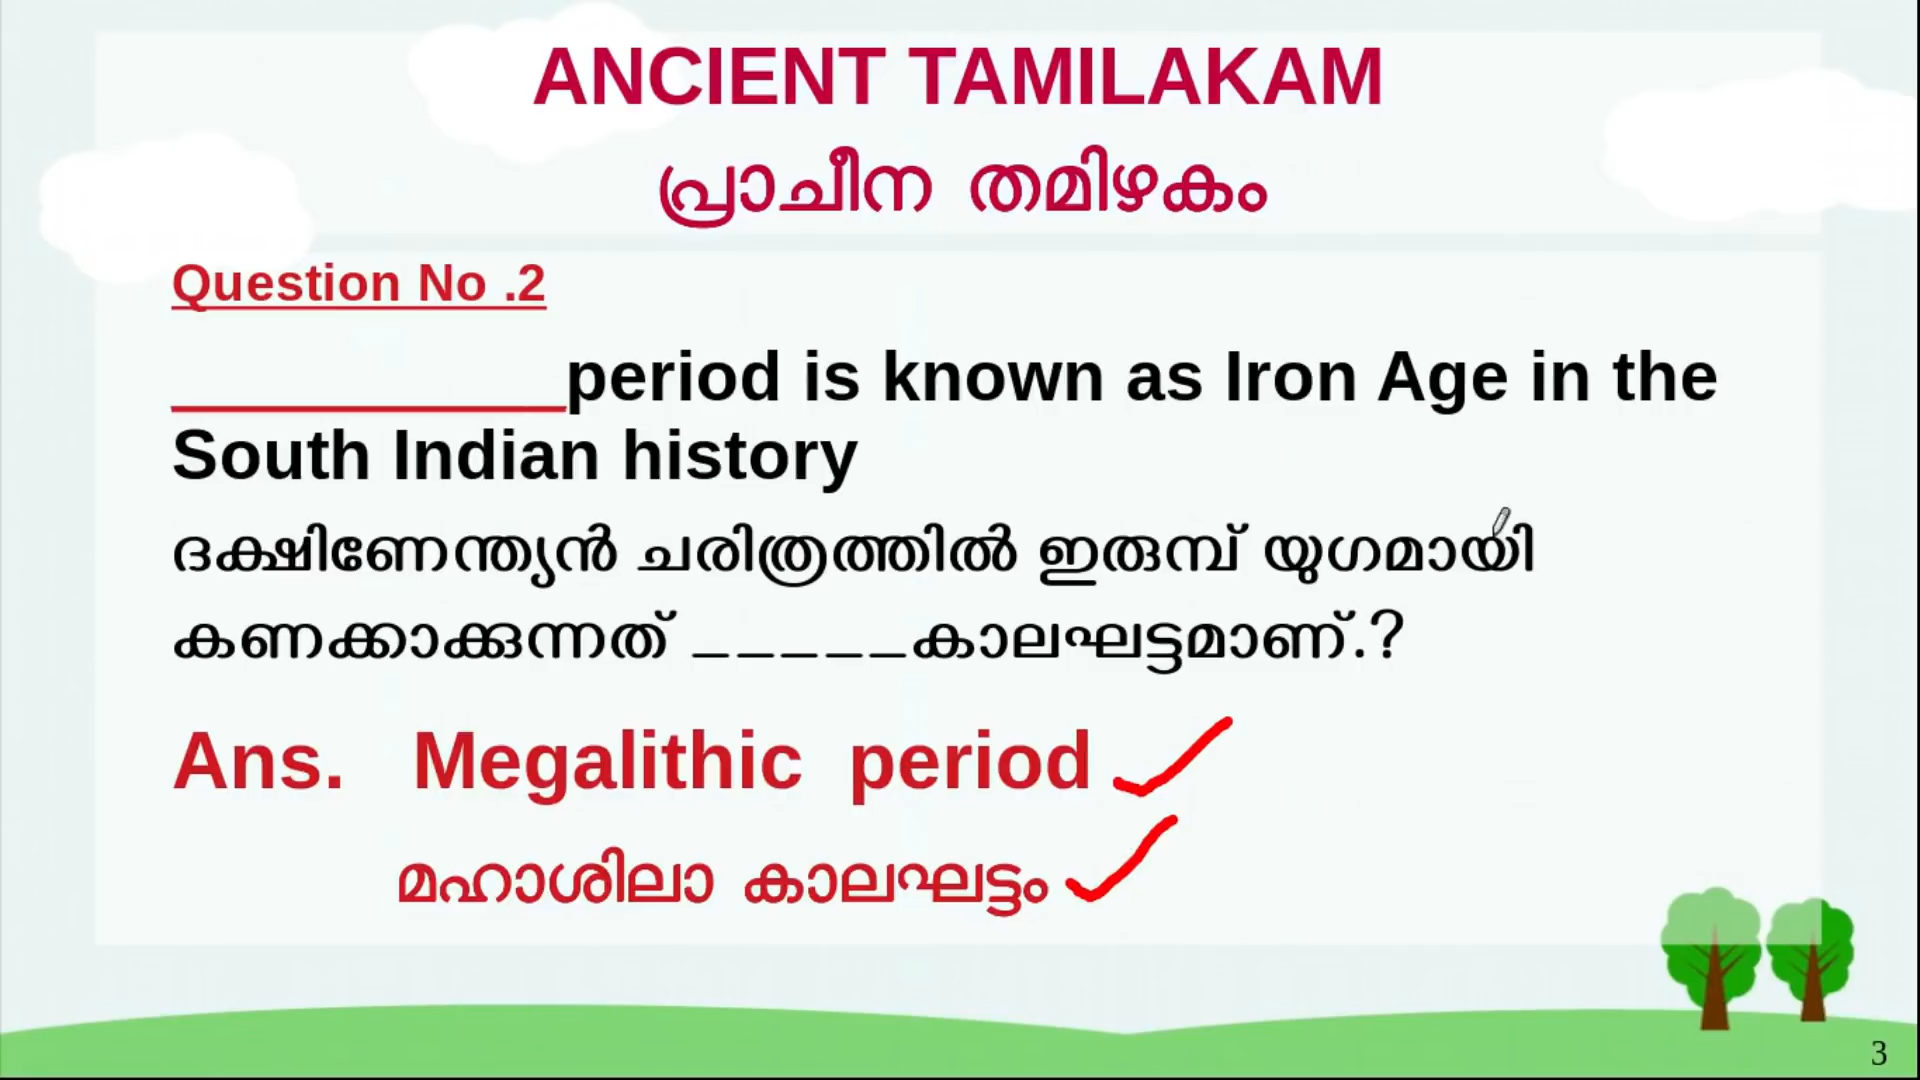 ANCIENT TAMILAKAM
പ്രാചീന തമിഴകം
Question No .2
___________period is known as Iron Age in the
South Indian history
ദക്ഷിണേന്ത്യൻ ചരിത്രത്തിൽ ഇരുമ്പ് യുഗമായി
കണക്കാക്കുന്നത് _____കാലഘട്ടമാണ്.?
Ans. Megalithic period
മഹാശിലാ കാലഘട്ടം
3